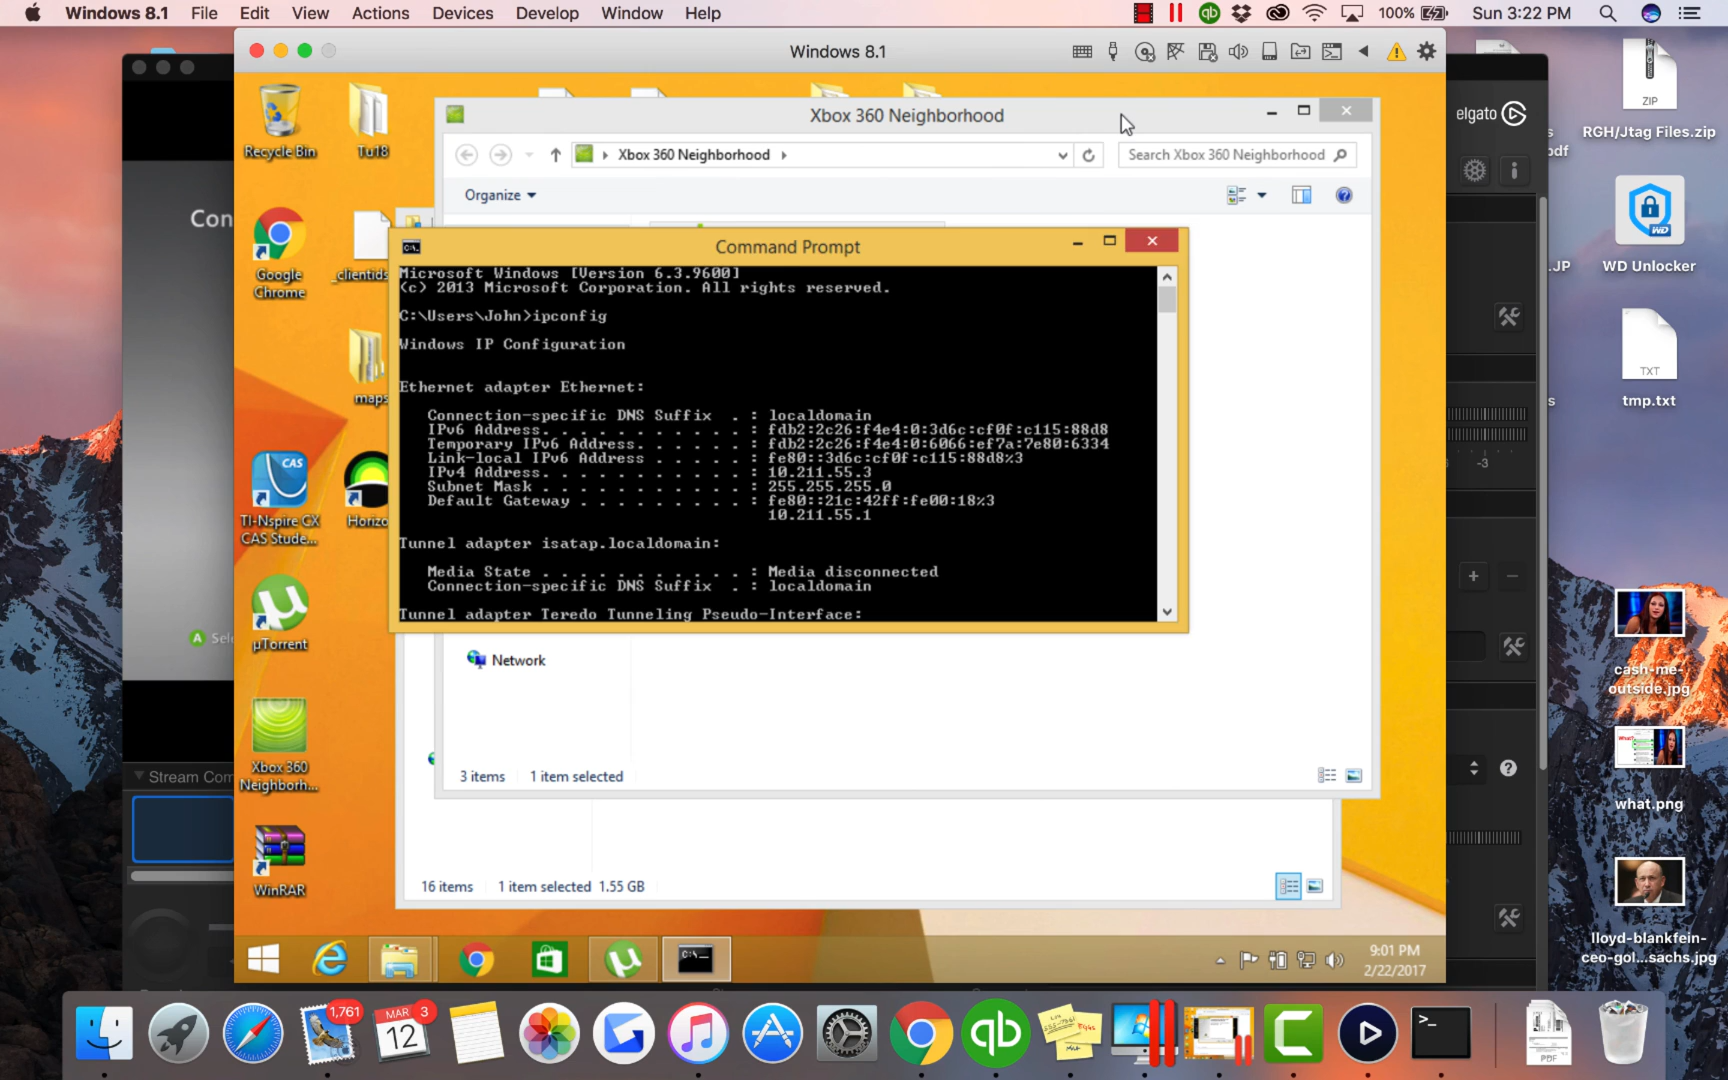 Windows 8.1 File Edit View Actions Devices Develop Window Help
100% Sun 3:22 PM
Windows 8.1
Recycle Bin
Tu18
Google
Chrome
_clientids
maps
TI-Nspire CX
CAS Stude...
Horizo
µTorrent
Xbox 360
Neighborh...
WinRAR
Con
A Sele
Stream Com
Xbox 360 Neighborhood
Xbox 360 Neighborhood
Search Xbox 360 Neighborhood
Organize
Command Prompt
Microsoft Windows [Version 6.3.9600]
(c) 2013 Microsoft Corporation. All rights reserved.
C:\Users\John>ipconfig
Windows IP Configuration
Ethernet adapter Ethernet:
Connection-specific DNS Suffix . : localdomain
IPv6 Address. . . . . . . . . . . : fdb2:2c26:f4e4:0:3d6c:cf0f:c115:88d8
Temporary IPv6 Address. . . . . . : fdb2:2c26:f4e4:0:6066:ef7a:7e80:6334
Link-local IPv6 Address . . . . . : fe80::3d6c:cf0f:c115:88d8%3
IPv4 Address. . . . . . . . . . . : 10.211.55.3
Subnet Mask . . . . . . . . . . . : 255.255.255.0
Default Gateway . . . . . . . . . : fe80::21c:42ff:fe00:18%3
10.211.55.1
Tunnel adapter isatap.localdomain:
Media State . . . . . . . . . . . : Media disconnected
Connection-specific DNS Suffix . : localdomain
Tunnel adapter Teredo Tunneling Pseudo-Interface:
Network
3 items 1 item selected
16 items 1 item selected 1.55 GB
9:01 PM
2/22/2017
elgato
-3
ZIP
RGH/Jtag Files.zip
WD
WD Unlocker
.JP
TXT
tmp.txt
cash-me-
outside.jpg
what.png
lloyd-blankfein-
ceo-gol...sachs.jpg
1,761
MAR 3
12
PDF